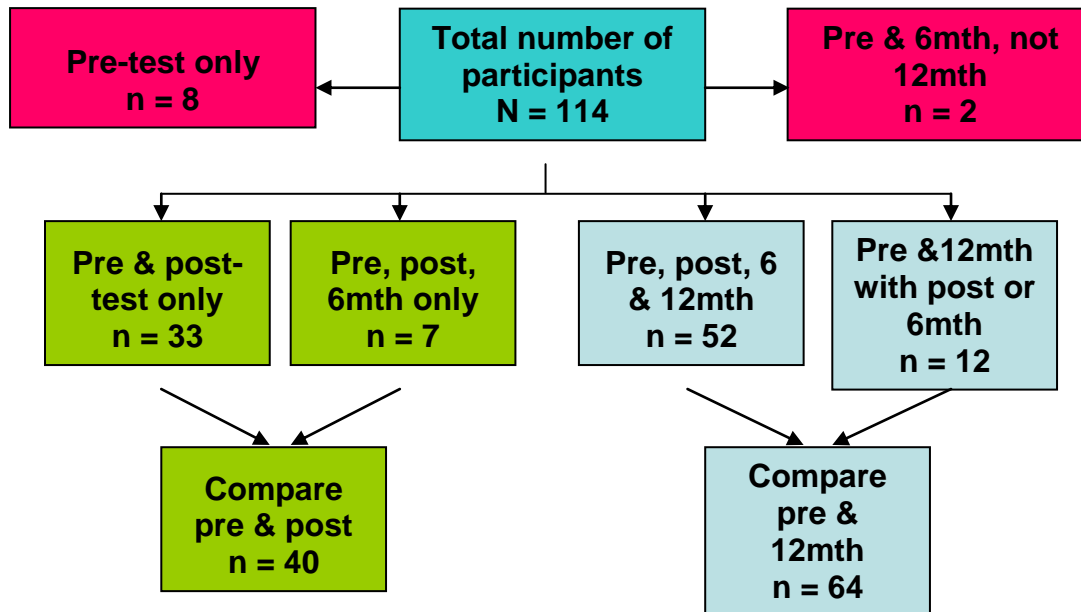 Pre-test only
n = 8
Total number of
participants
N = 114
Pre & 6mth, not
12mth
n = 2
Pre & post-
test only
n = 33
Pre, post,
6mth only
n = 7
Pre, post, 6
& 12mth
n = 52
Pre &12mth
with post or
6mth
n = 12
Compare
pre & post
n = 40
Compare
pre &
12mth
n = 64